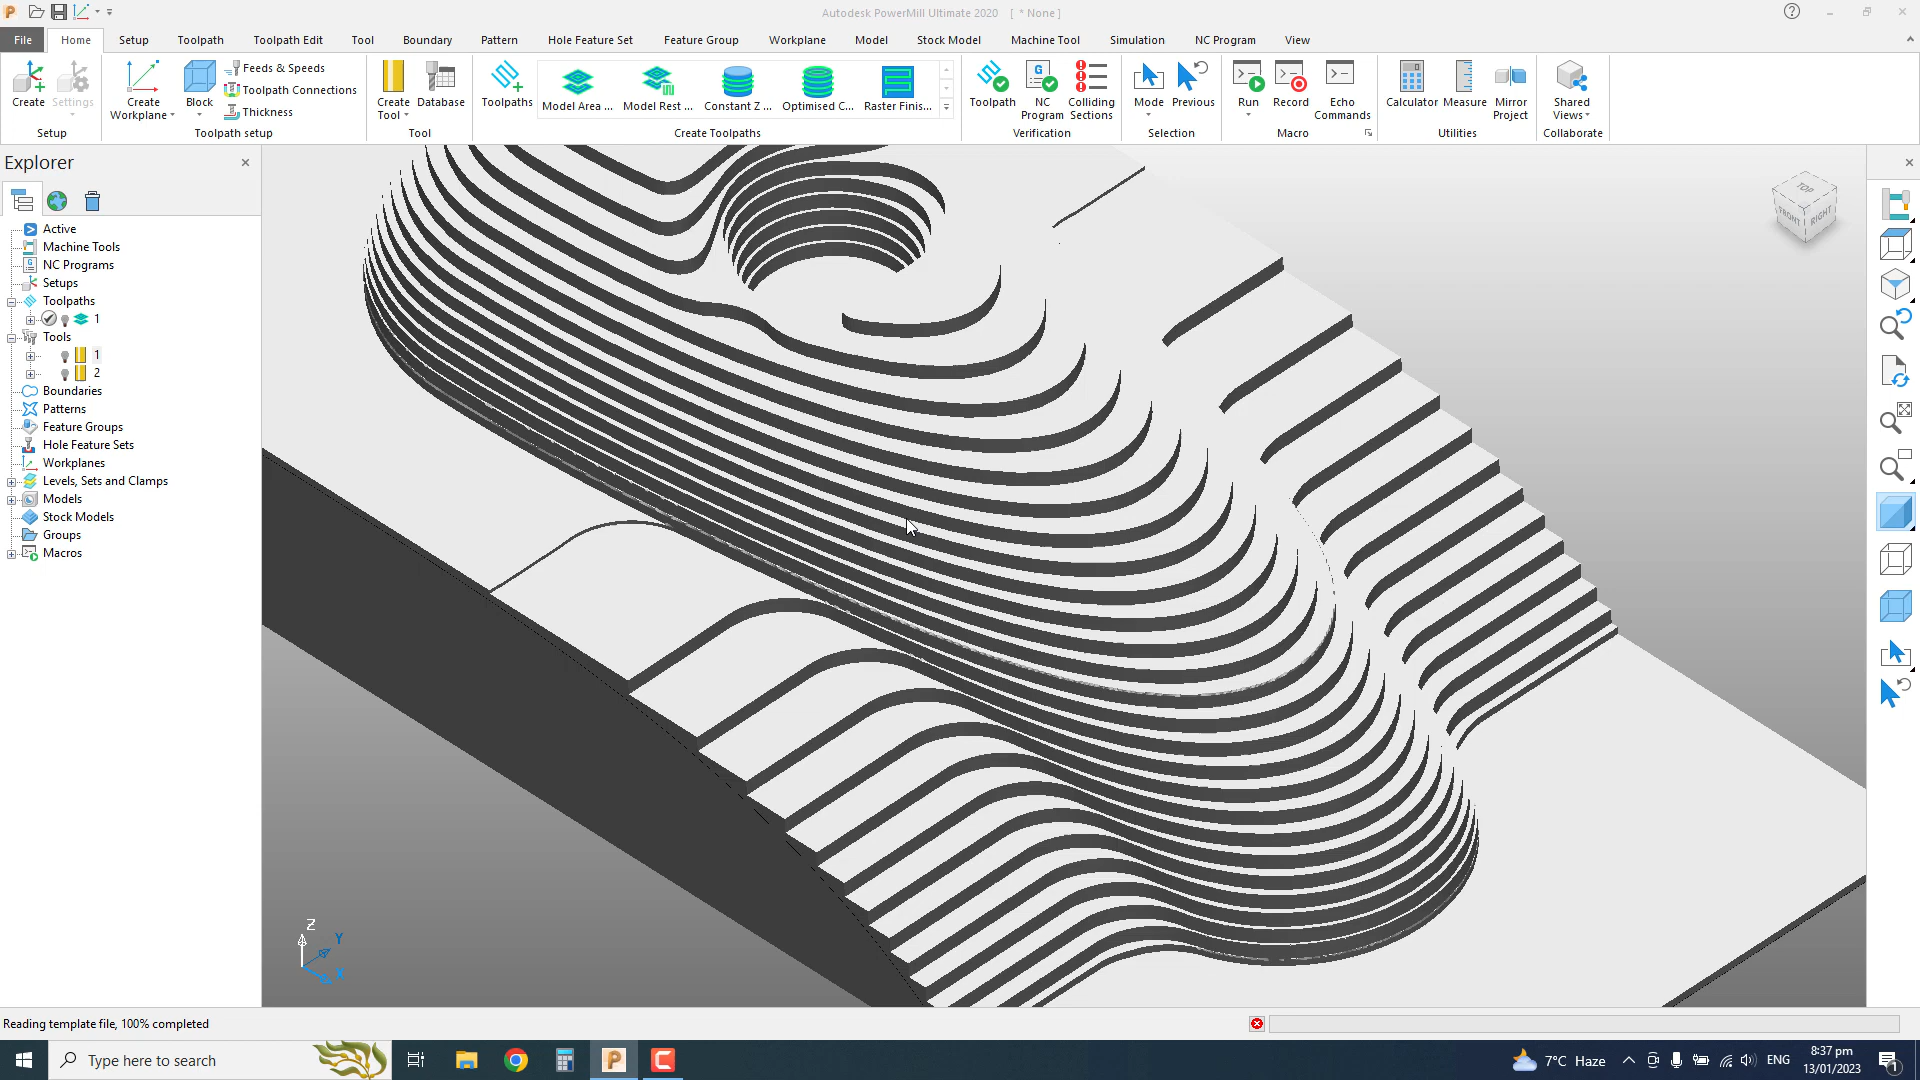 Autodesk PowerMill Ultimate 2020 [ * None ]
File Home Setup Toolpath Toolpath Edit Tool Boundary Pattern Hole Feature Set Feature Group Workplane Model Stock Model Machine Tool Simulation NC Program View
Create Settings
Setup
Create Workplane Block Feeds & Speeds
Toolpath Connections
Thickness
Toolpath setup
Create Tool Database
Tool
Toolpaths Model Area ... Model Rest ... Constant Z ... Optimised C... Raster Finis...
Create Toolpaths
Toolpath NC Program Colliding Sections
Verification
Mode Previous
Selection
Run Record Echo Commands
Macro
Calculator Measure Mirror Project
Utilities
Shared Views
Collaborate
Explorer
Active
Machine Tools
NC Programs
Setups
Toolpaths
1
Tools
1
2
Boundaries
Patterns
Feature Groups
Hole Feature Sets
Workplanes
Levels, Sets and Clamps
Models
Stock Models
Groups
Macros
TOP
FRONT RIGHT
Z
Y
X
Reading template file, 100% completed
Type here to search
7°C Haze
ENG
8:37 pm
13/01/2023
1